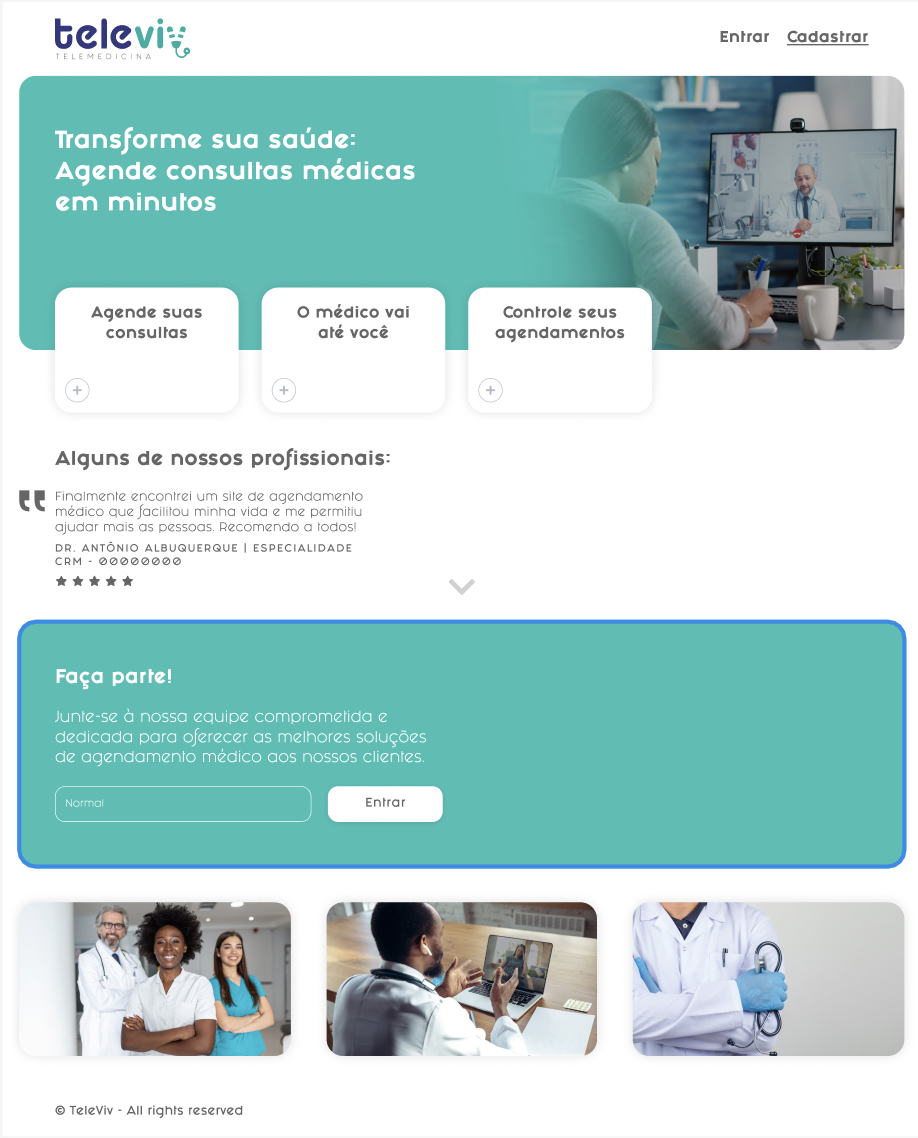 televiv
TELEMEDICINA
Entrar Cadastrar
Transforme sua saúde:
Agende consultas médicas
em minutos
Agende suas
consultas
O médico vai
até você
Controle seus
agendamentos
Alguns de nossos profissionais:
Finalmente encontrei um site de agendamento
médico que facilitou minha vida e me permitiu
ajudar mais as pessoas. Recomendo a todos!
DR. ANTÔNIO ALBUQUERQUE | ESPECIALIDADE
CRM - 00000000
Faça parte!
Junte-se à nossa equipe comprometida e
dedicada para oferecer as melhores soluções
de agendamento médico aos nossos clientes.
Normal
Entrar
© TeleViv - All rights reserved